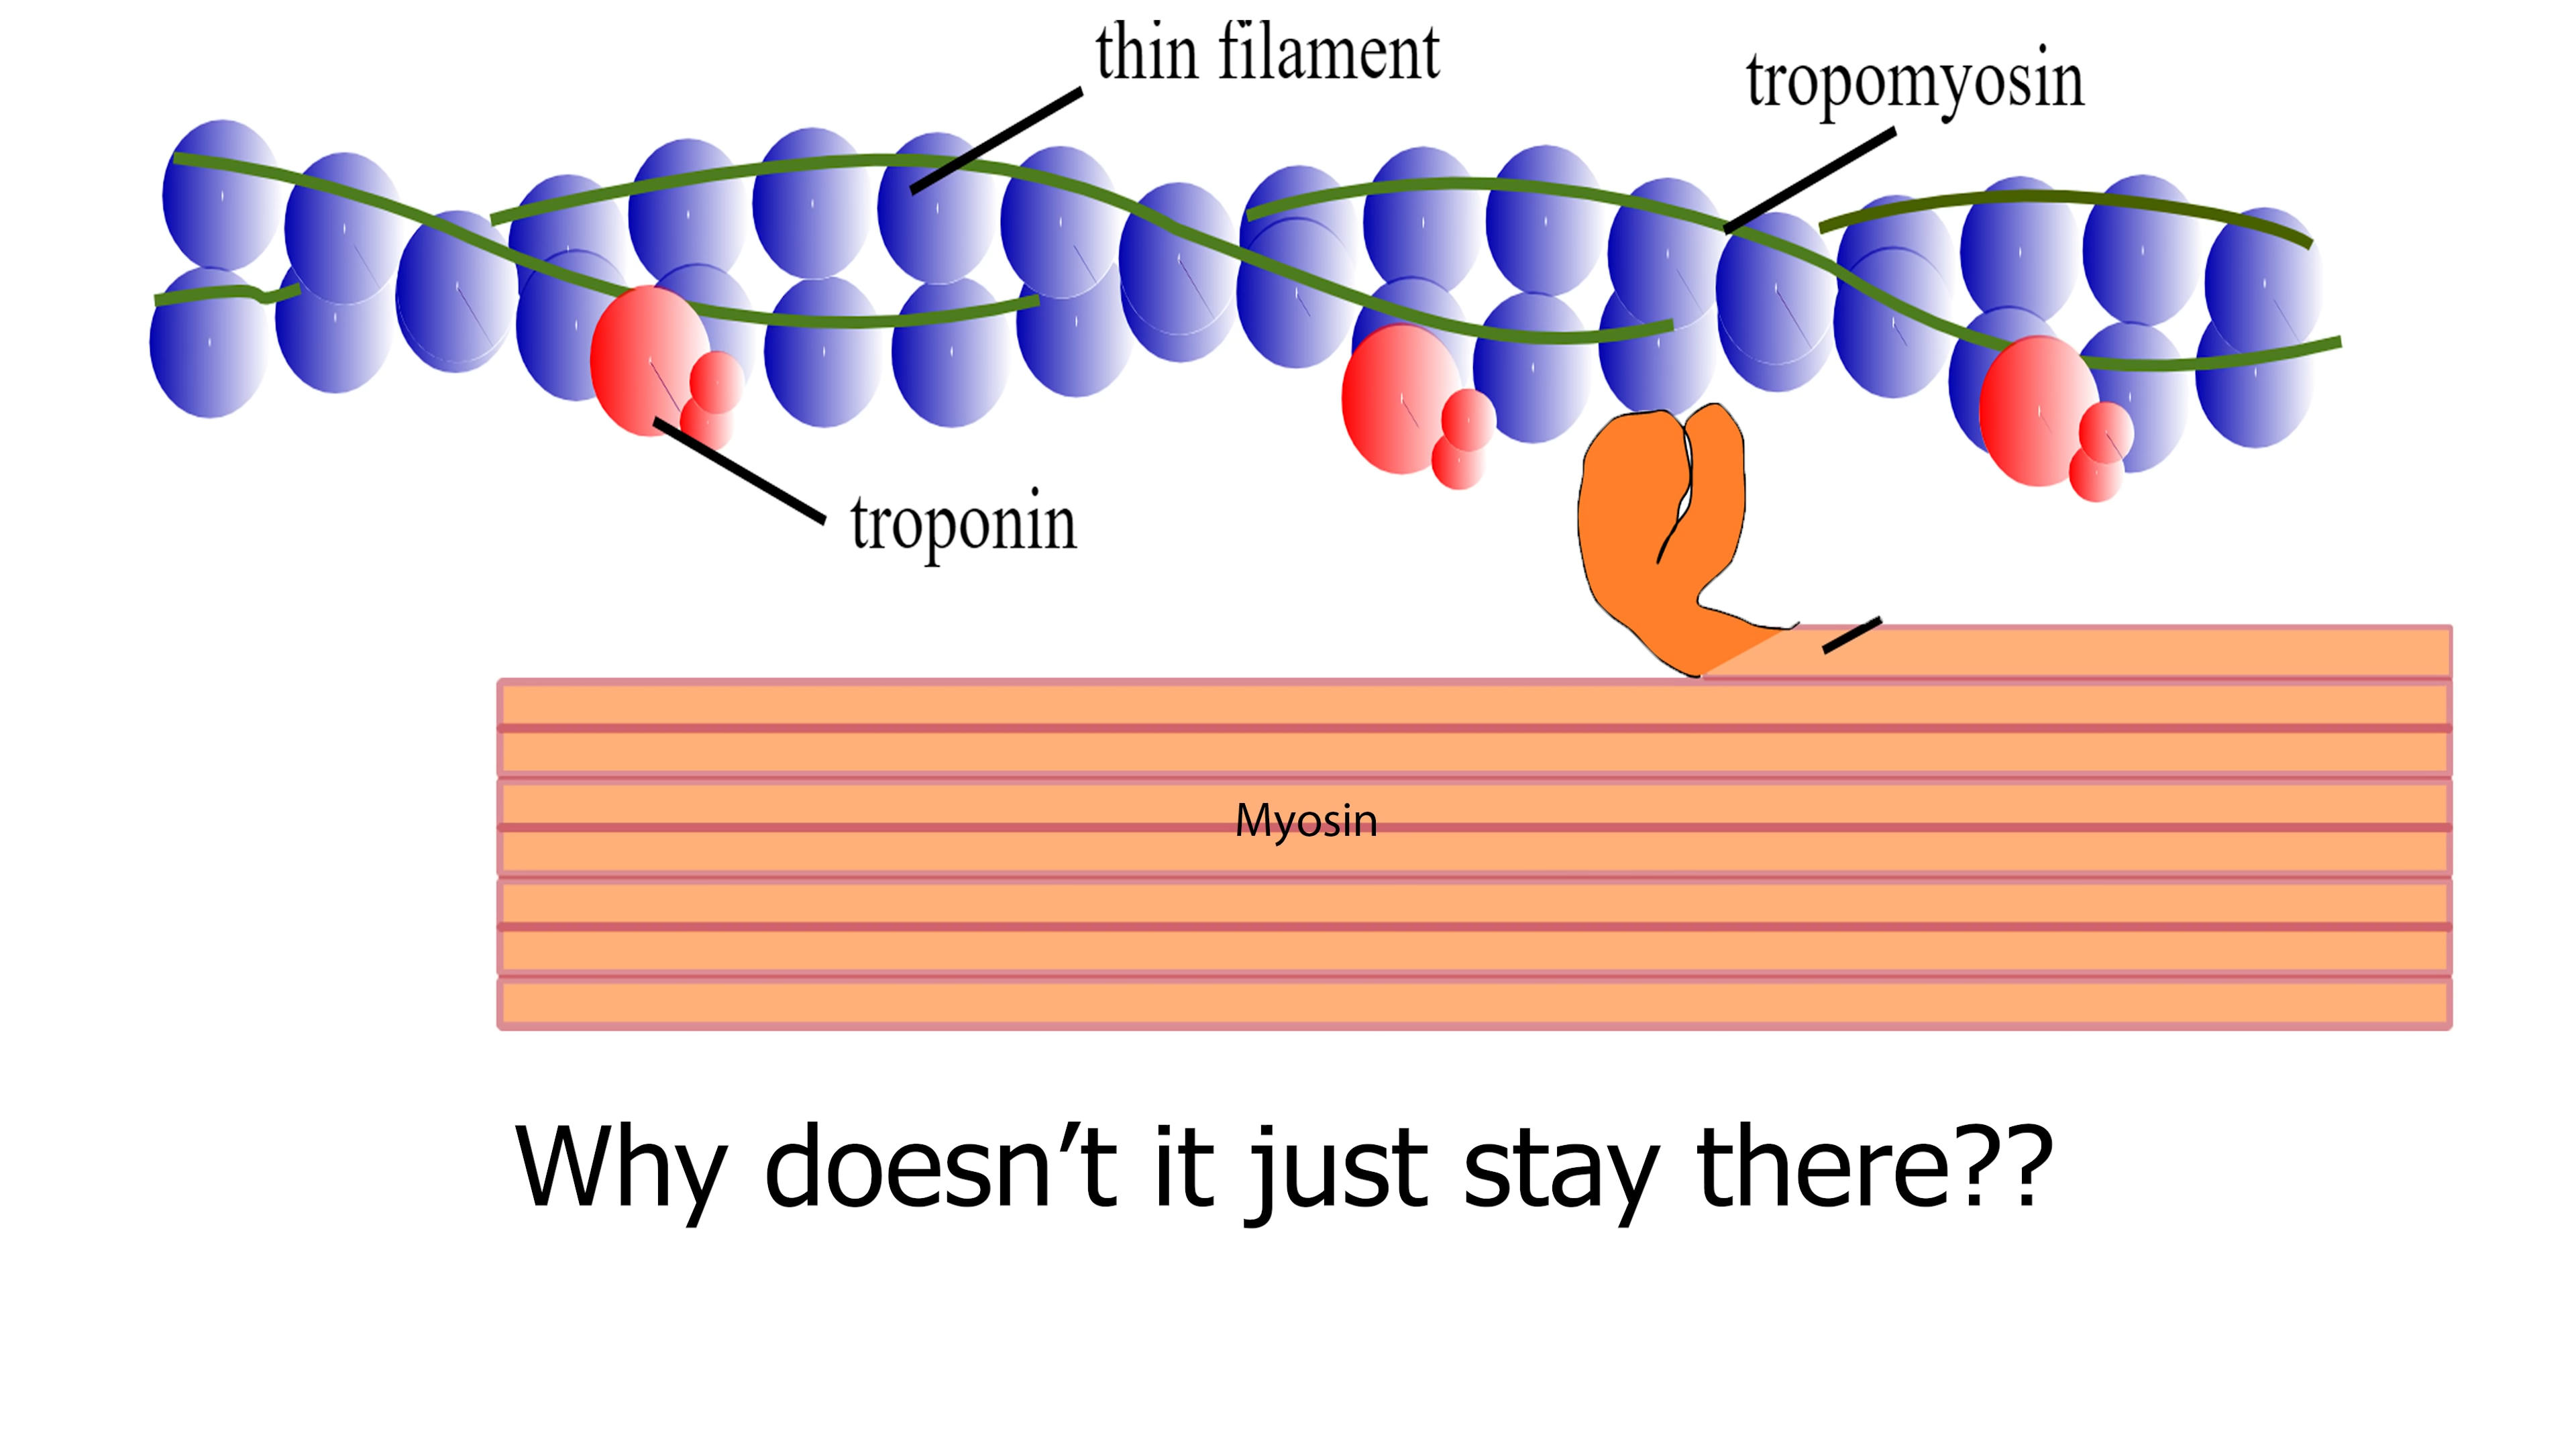 thin filament
tropomyosin
troponin
Myosin
Why doesn’t it just stay there??